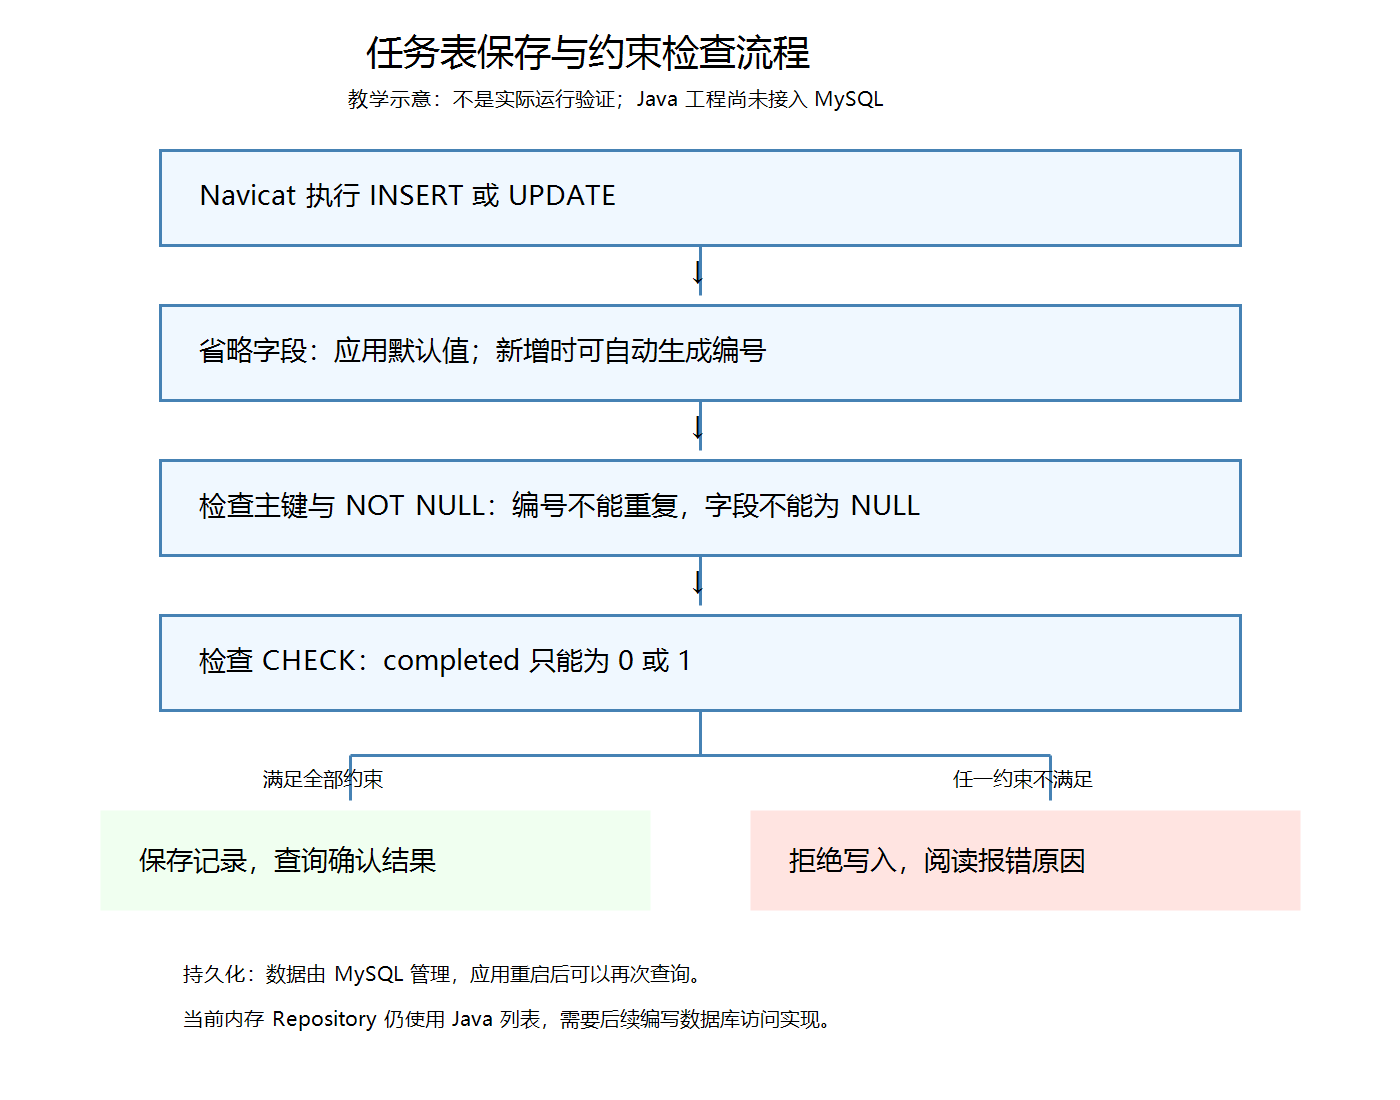 任务表保存与约束检查流程
教学示意：不是实际运行验证；Java 工程尚未接入 MySQL
Navicat 执行 INSERT 或 UPDATE
↓
省略字段：应用默认值；新增时可自动生成编号
↓
检查主键与 NOT NULL：编号不能重复，字段不能为 NULL
↓
检查 CHECK：completed 只能为 0 或 1
满足全部约束
任一约束不满足
保存记录，查询确认结果
拒绝写入，阅读报错原因
持久化：数据由 MySQL 管理，应用重启后可以再次查询。
当前内存 Repository 仍使用 Java 列表，需要后续编写数据库访问实现。